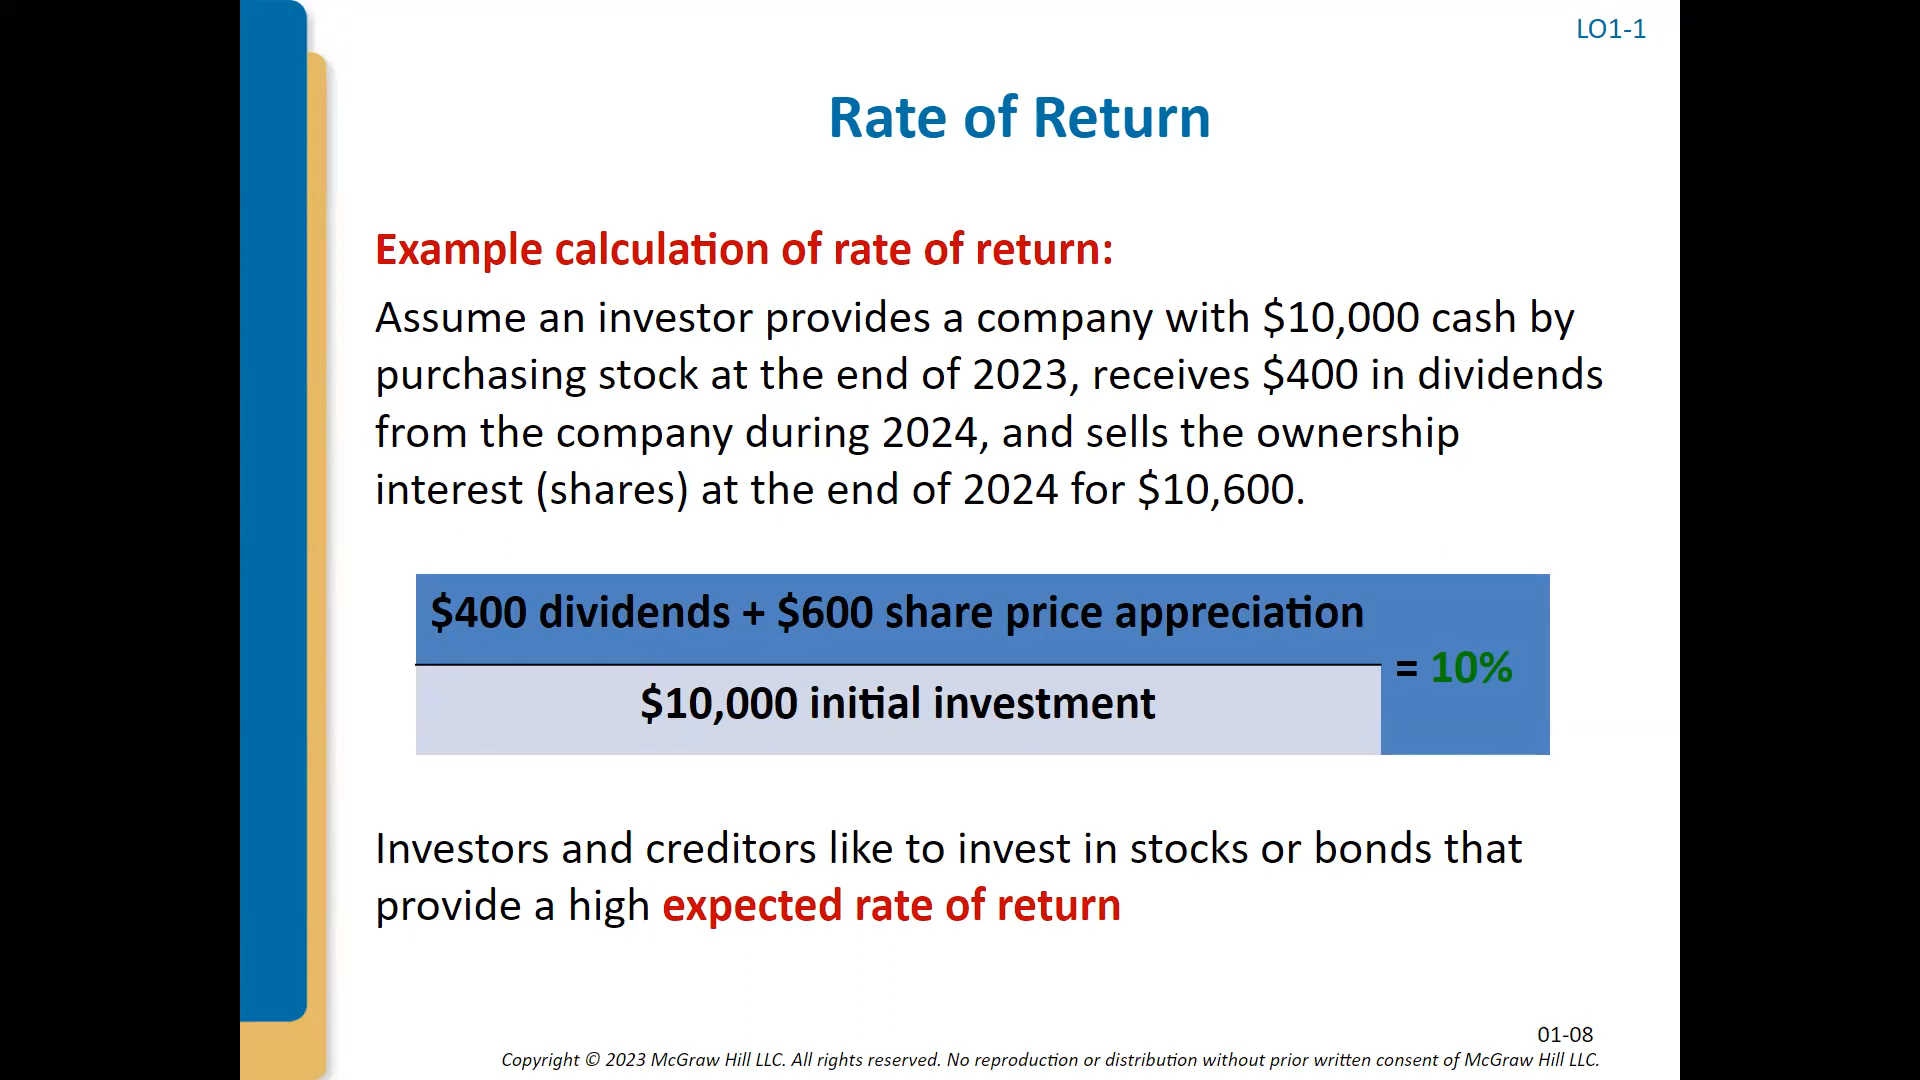 LO1-1
Rate of Return
Example calculation of rate of return:
Assume an investor provides a company with $10,000 cash by
purchasing stock at the end of 2023, receives $400 in dividends
from the company during 2024, and sells the ownership
interest (shares) at the end of 2024 for $10,600.
$400 dividends + $600 share price appreciation
= 10%
$10,000 initial investment
Investors and creditors like to invest in stocks or bonds that
provide a high expected rate of return
01-08
Copyright © 2023 McGraw Hill LLC. All rights reserved. No reproduction or distribution without prior written consent of McGraw Hill LLC.